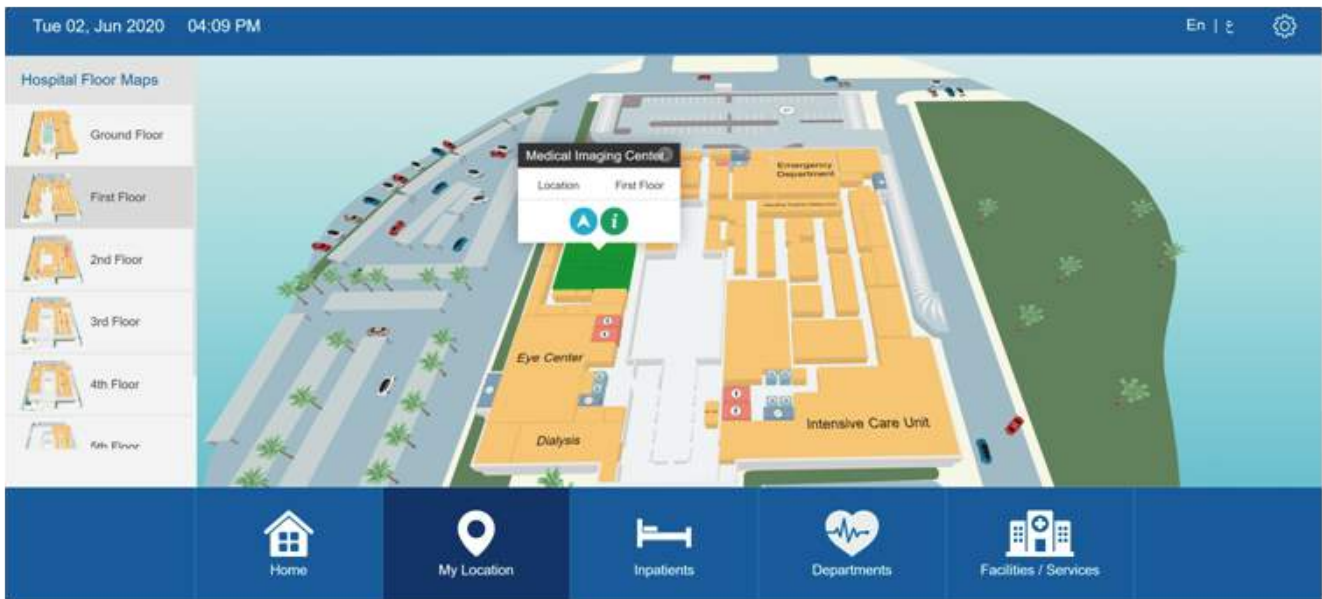 Tue 02, Jun 2020 04:09 PM
En | ع
Hospital Floor Maps
Ground Floor
First Floor
2nd Floor
3rd Floor
4th Floor
5th Floor
Medical Imaging Center
Location First Floor
i
Emergency
Department
Eye Center
Dialysis
Intensive Care Unit
Home
My Location
Inpatients
Departments
Facilities / Services